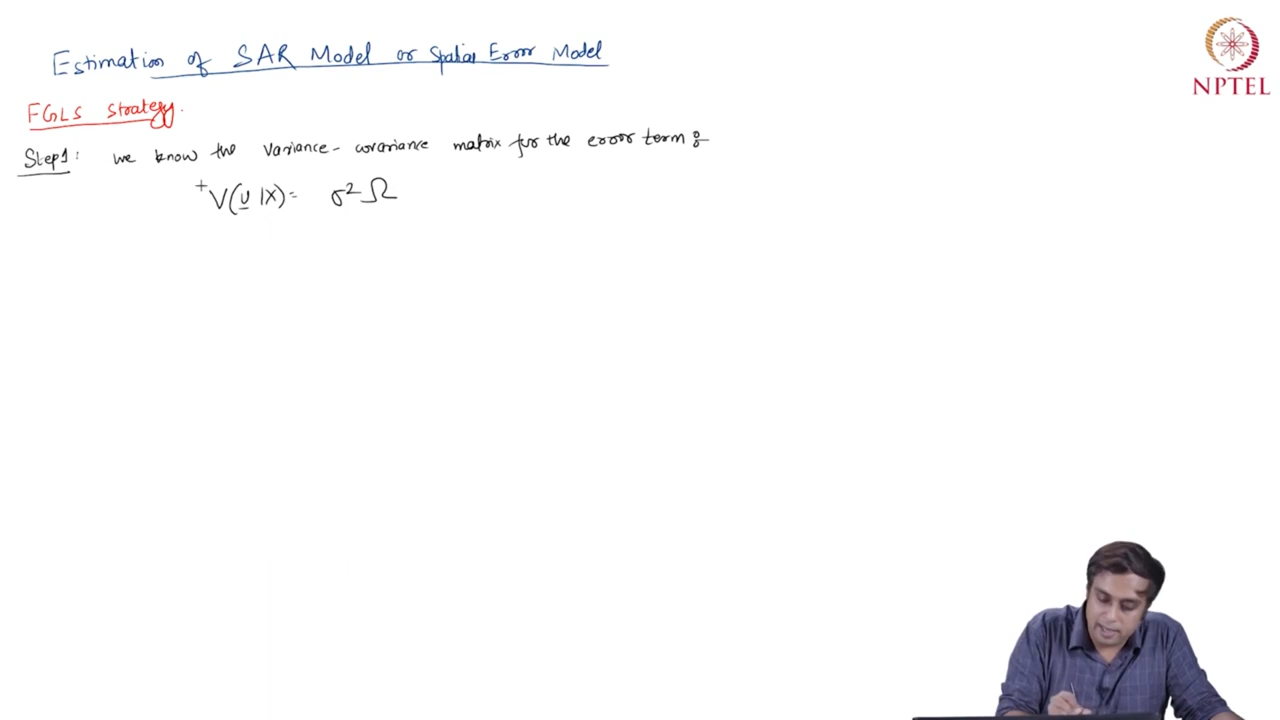 Estimation of SAR Model or Spatial Error Model
NPTEL
FGLS Strategy.
Step1: we know the variance-covariance matrix for the error term:
+V(U|X) = σ² Ω